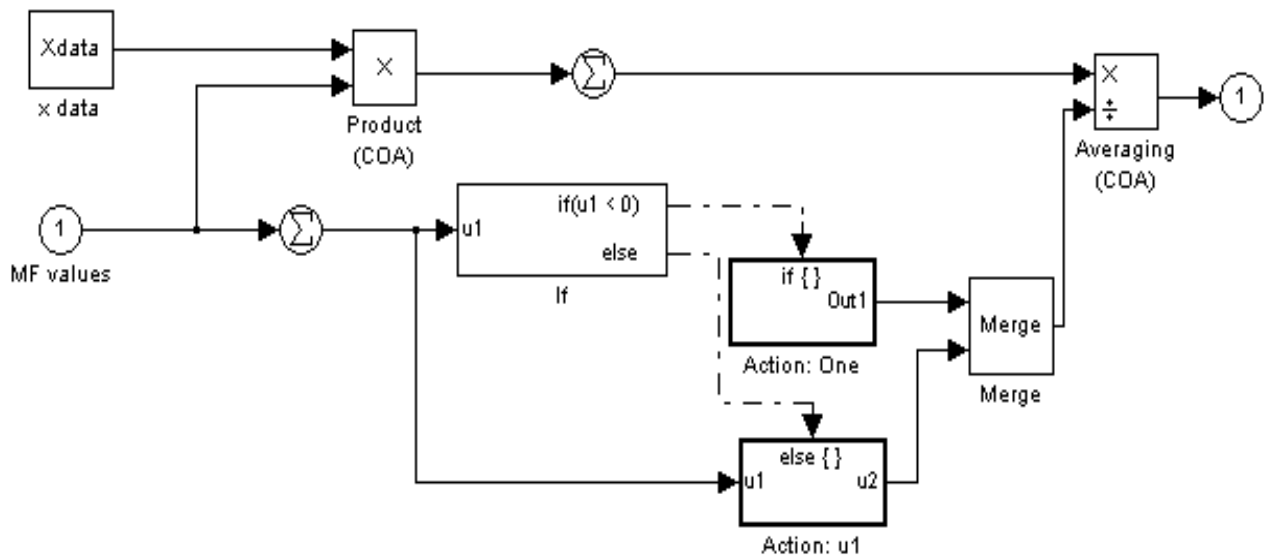 Xdata
x data
×
Product
(COA)
Σ
×
÷
Averaging
(COA)
1
1
MF values
Σ
u1
if(u1 < 0)
else
If
if { }
Out1
Action: One
Merge
Merge
else { }
u1
u2
Action: u1